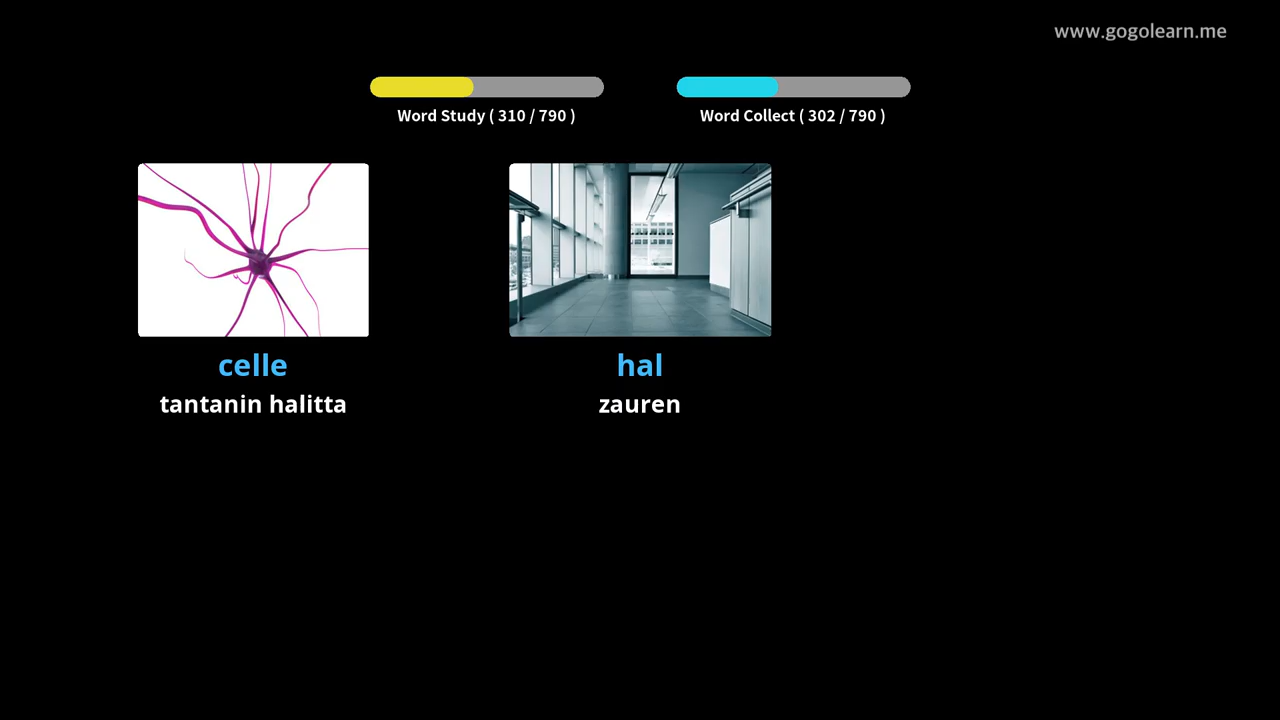 www.gogolearn.me
Word Study ( 310 / 790 )
Word Collect ( 302 / 790 )
celle
tantanin halitta
hal
zauren